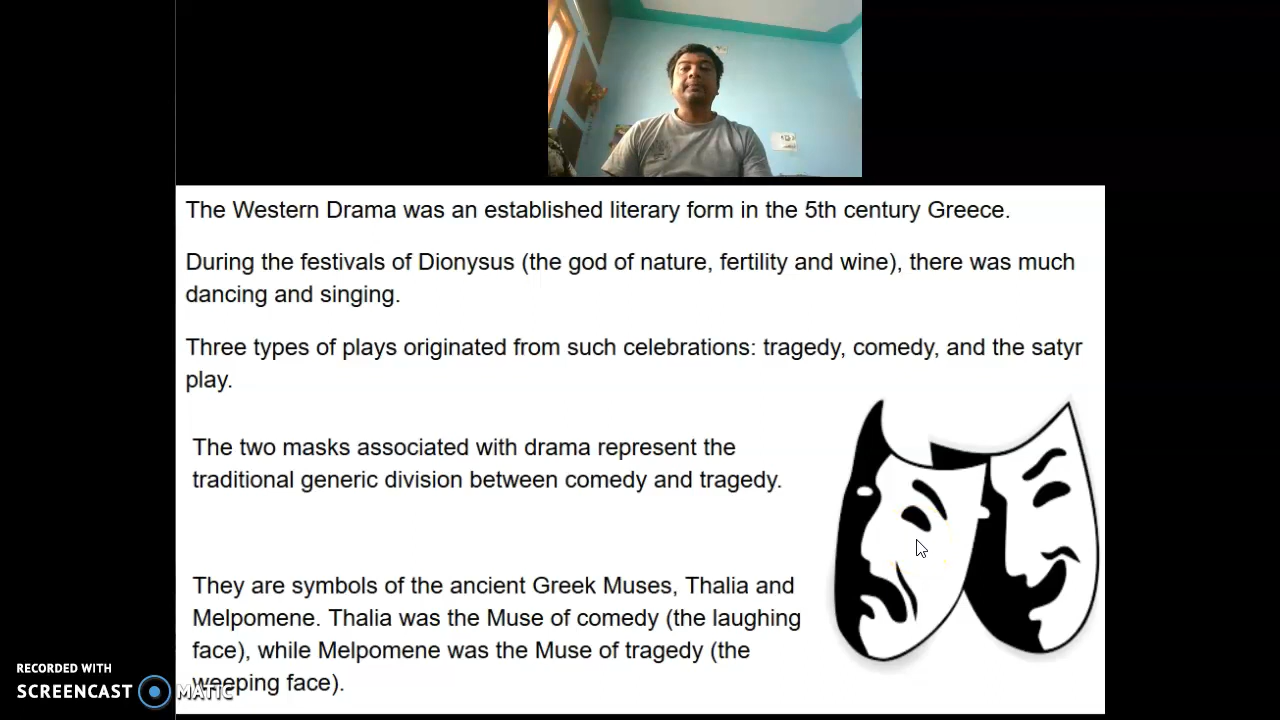 The Western Drama was an established literary form in the 5th century Greece.
During the festivals of Dionysus (the god of nature, fertility and wine), there was much
dancing and singing.
Three types of plays originated from such celebrations: tragedy, comedy, and the satyr
play.
The two masks associated with drama represent the
traditional generic division between comedy and tragedy.
They are symbols of the ancient Greek Muses, Thalia and
Melpomene. Thalia was the Muse of comedy (the laughing
face), while Melpomene was the Muse of tragedy (the
weeping face).
RECORDED WITH
SCREENCAST MATIC